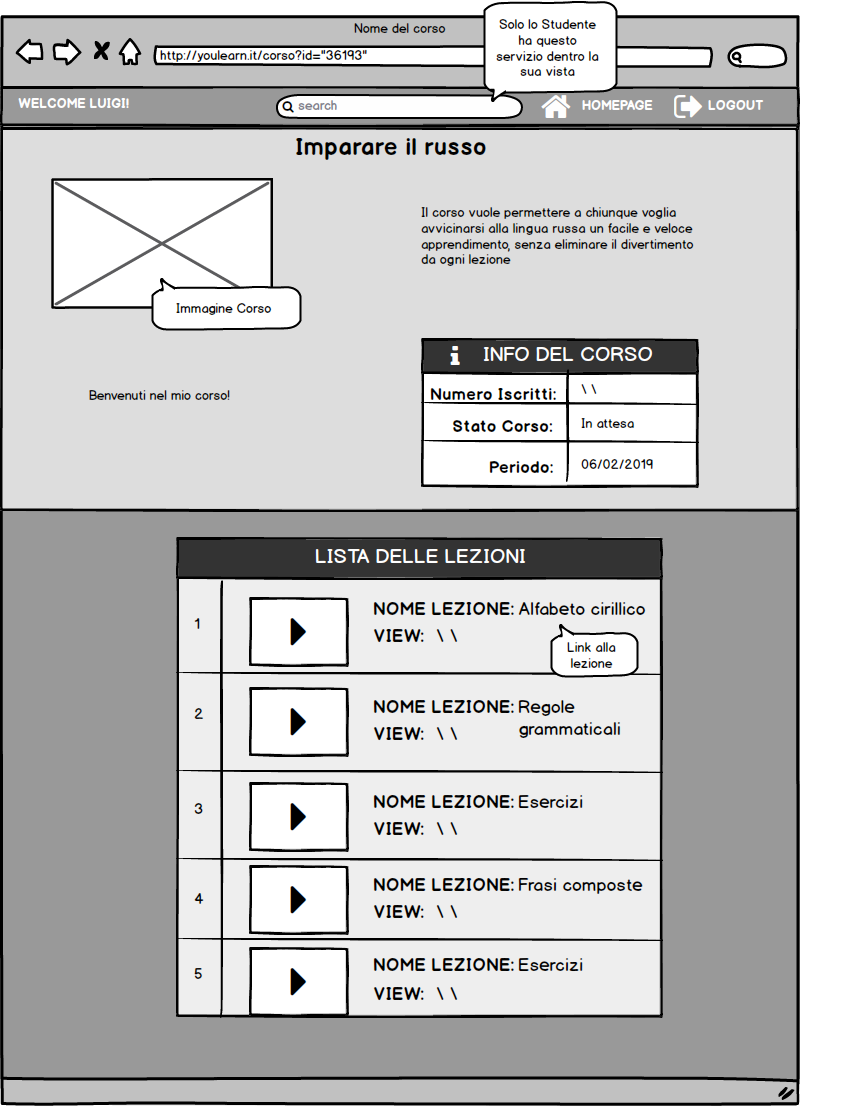 Nome del corso
Solo lo Studente
ha questo
servizio dentro la
sua vista
http://youlearn.it/corso?id="36193"
WELCOME LUIGI!
search
HOMEPAGE
LOGOUT
Imparare il russo
Il corso vuole permettere a chiunque voglia
avvicinarsi alla lingua russa un facile e veloce
apprendimento, senza eliminare il divertimento
da ogni lezione
Immagine Corso
Benvenuti nel mio corso!
INFO DEL CORSO
Numero Iscritti: \ \
Stato Corso: In attesa
Periodo: 06/02/2019
LISTA DELLE LEZIONI
1
NOME LEZIONE: Alfabeto cirillico
VIEW: \ \
Link alla
lezione
2
NOME LEZIONE: Regole
grammaticali
VIEW: \ \
3
NOME LEZIONE: Esercizi
VIEW: \ \
4
NOME LEZIONE: Frasi composte
VIEW: \ \
5
NOME LEZIONE: Esercizi
VIEW: \ \